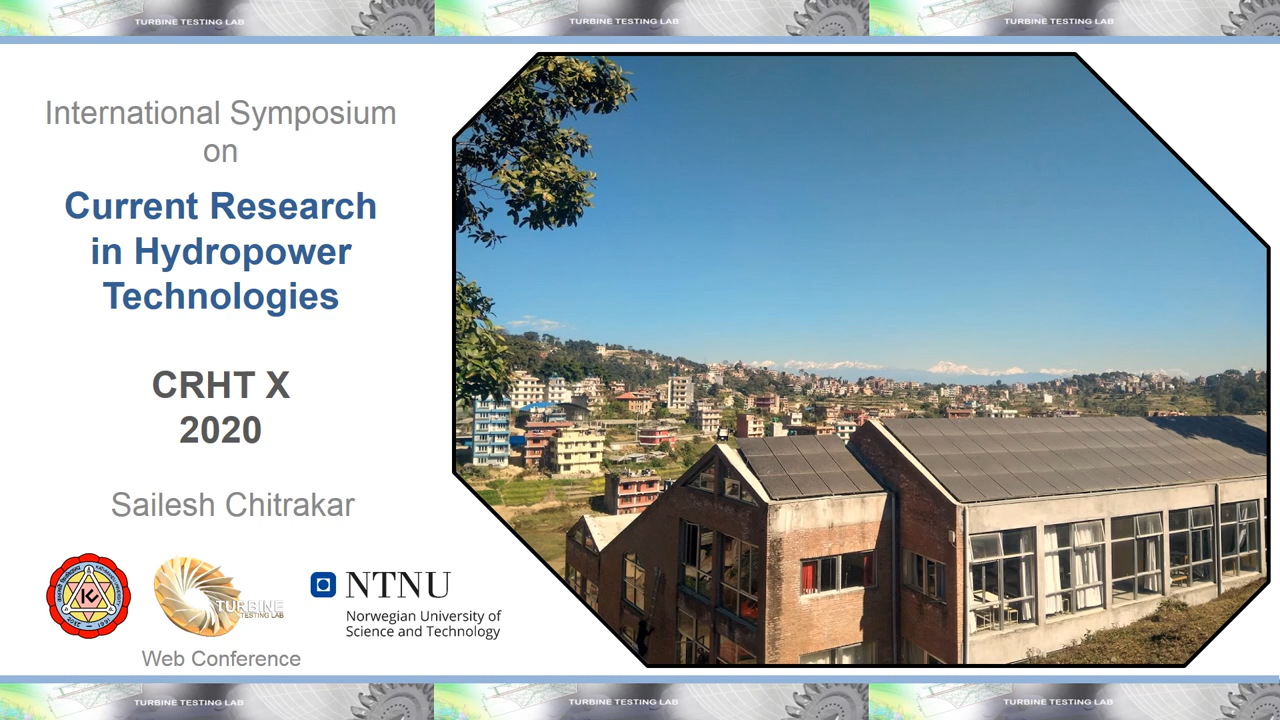 TURBINE TESTING LAB
TURBINE TESTING LAB
TURBINE TESTING LAB
International Symposium
on
Current Research
in Hydropower
Technologies
CRHT X
2020
Sailesh Chitrakar
TURBINE
TESTING LAB
NTNU
Norwegian University of
Science and Technology
Web Conference
TURBINE TESTING LAB
TURBINE TESTING LAB
TURBINE TESTING LAB